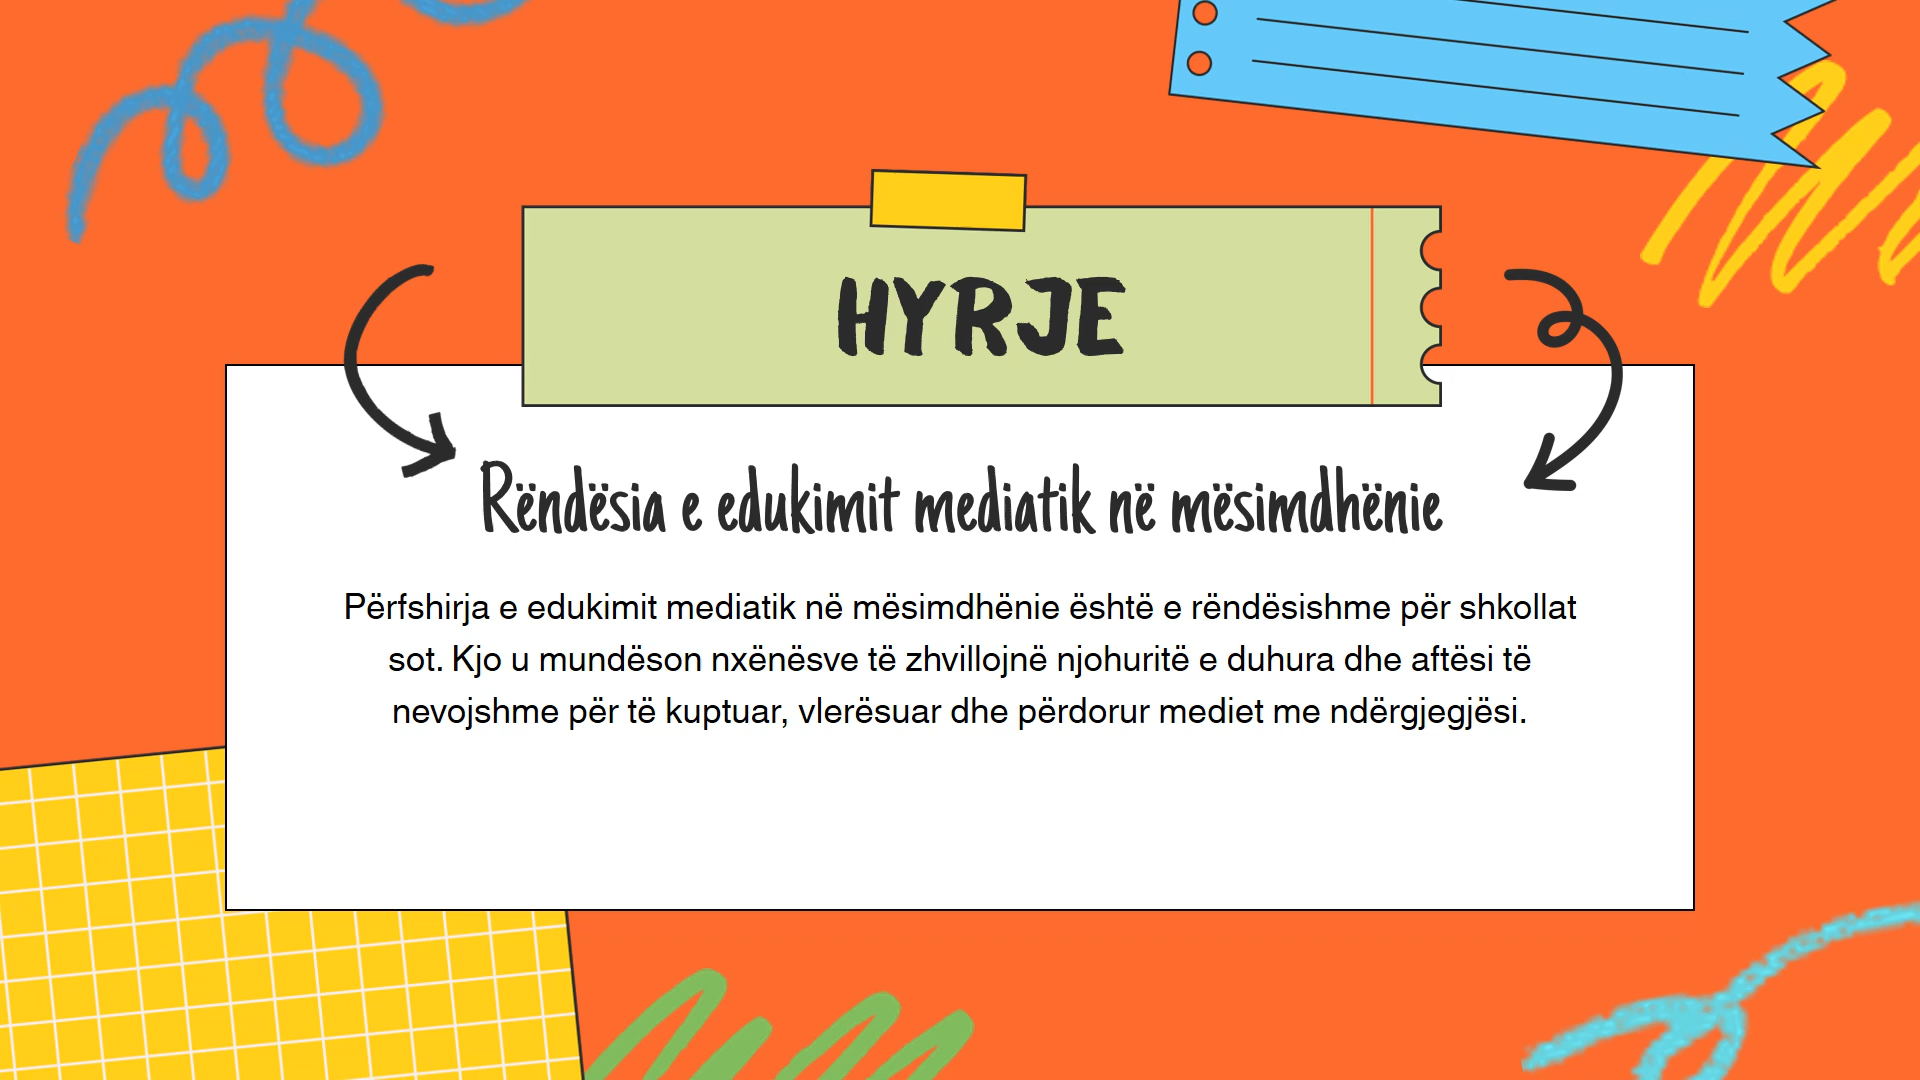 HYRJE
Rëndësia e edukimit mediatik në mësimdhënie
Përfshirja e edukimit mediatik në mësimdhënie është e rëndësishme për shkollat
sot. Kjo u mundëson nxënësve të zhvillojnë njohuritë e duhura dhe aftësi të
nevojshme për të kuptuar, vlerësuar dhe përdorur mediet me ndërgjegjësi.